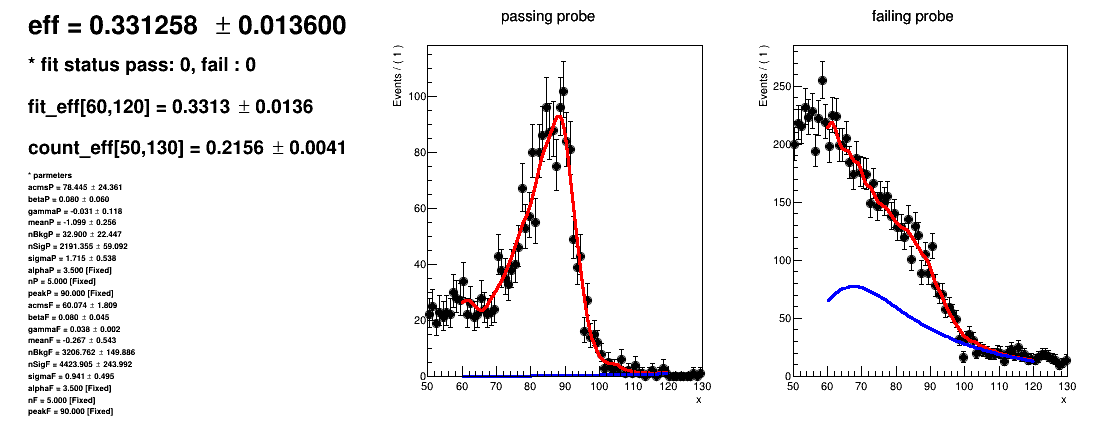 eff = 0.331258 ± 0.013600
* fit status pass: 0, fail : 0
fit_eff[60,120] = 0.3313 ± 0.0136
count_eff[50,130] = 0.2156 ± 0.0041
* parmeters
acmsP = 78.445 ± 24.361
betaP = 0.080 ± 0.060
gammaP = -0.031 ± 0.118
meanP = -1.099 ± 0.256
nBkgP = 32.900 ± 22.447
nSigP = 2191.355 ± 59.092
sigmaP = 1.715 ± 0.538
alphaP = 3.500 [Fixed]
nP = 5.000 [Fixed]
peakP = 90.000 [Fixed]
acmsF = 60.074 ± 1.809
betaF = 0.080 ± 0.045
gammaF = 0.038 ± 0.002
meanF = -0.267 ± 0.543
nBkgF = 3206.762 ± 149.886
nSigF = 4423.905 ± 243.992
sigmaF = 0.941 ± 0.495
alphaF = 3.500 [Fixed]
nF = 5.000 [Fixed]
peakF = 90.000 [Fixed]
passing probe
Events / ( 1 )
100
80
60
40
20
0
50 60 70 80 90 100 110 120 130
x
failing probe
Events / ( 1 )
250
200
150
100
50
0
50 60 70 80 90 100 110 120 130
x